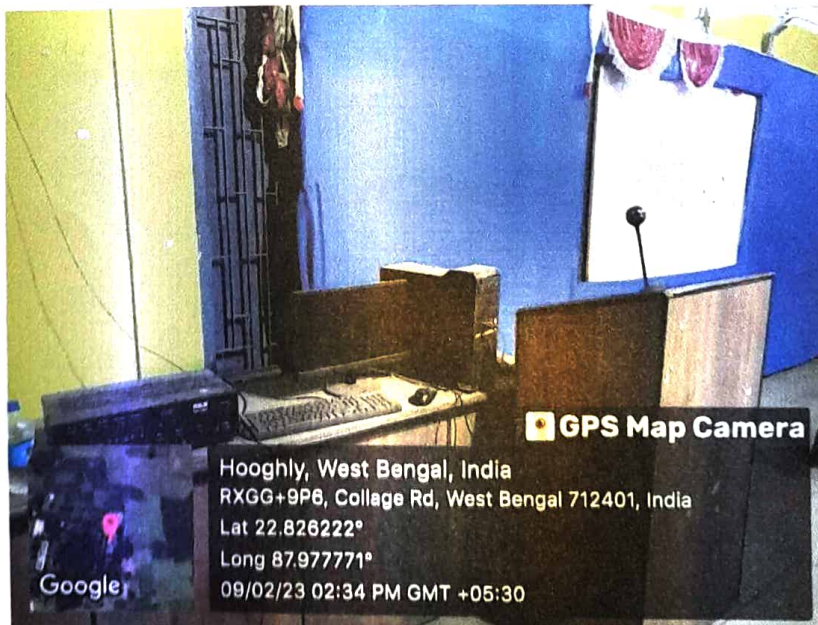 GPS Map Camera
Hooghly, West Bengal, India
RXGG+9P6, Collage Rd, West Bengal 712401, India
Lat 22.826222°
Long 87.977771°
09/02/23 02:34 PM GMT +05:30
Google